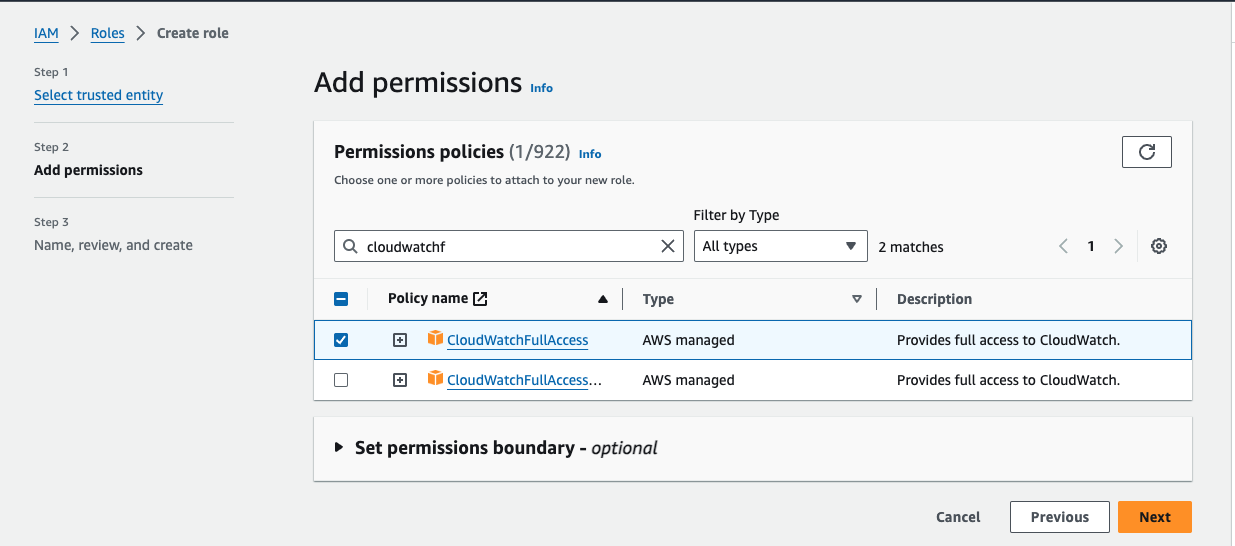 IAM > Roles > Create role
Step 1
Select trusted entity
Step 2
Add permissions
Step 3
Name, review, and create
Add permissions Info
Permissions policies (1/922) Info
Choose one or more policies to attach to your new role.
Filter by Type
cloudwatchf
All types
2 matches
1
Policy name
Type
Description
CloudWatchFullAccess AWS managed Provides full access to CloudWatch.
CloudWatchFullAccess... AWS managed Provides full access to CloudWatch.
Set permissions boundary - optional
Cancel
Previous
Next